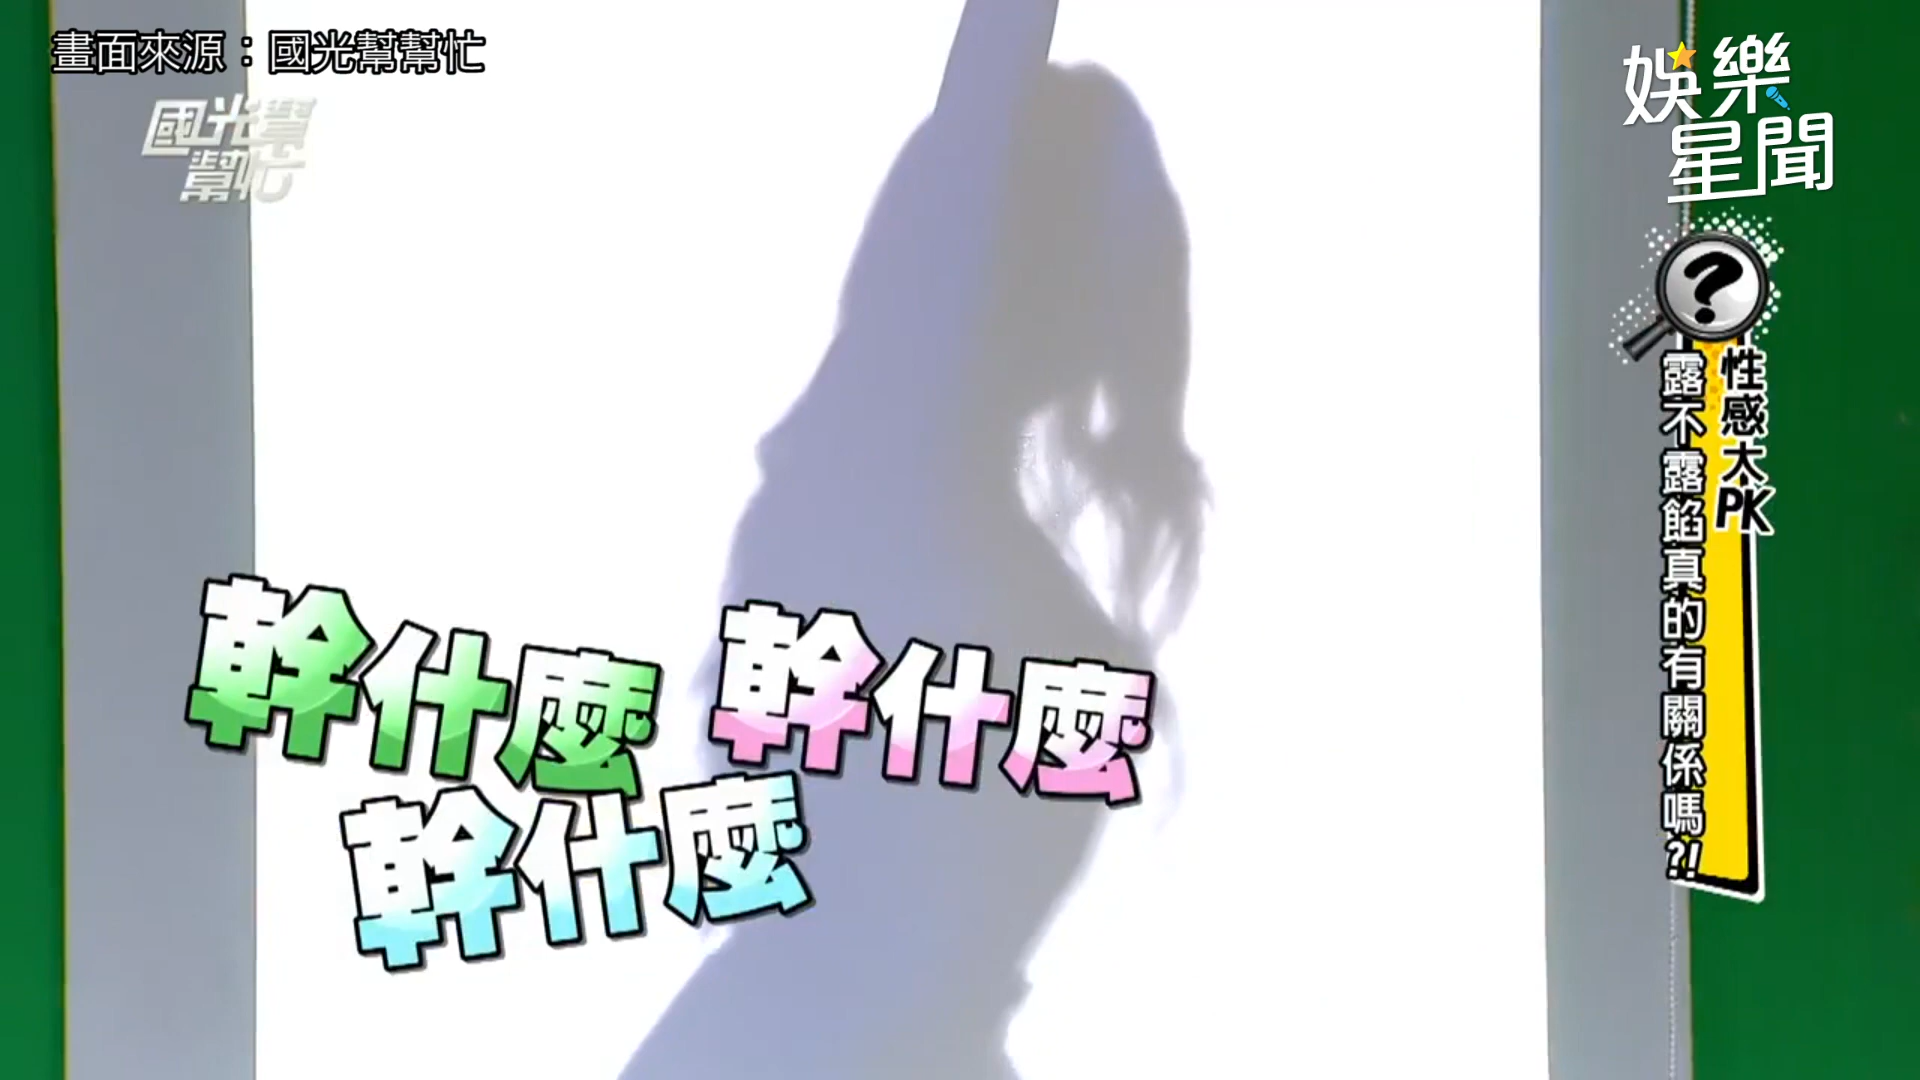 畫面來源：國光幫幫忙
國光幫
幫忙
娛樂
星聞
?
性感大PK
露不露餡真的有關係嗎?!
幹什麼
幹什麼
幹什麼